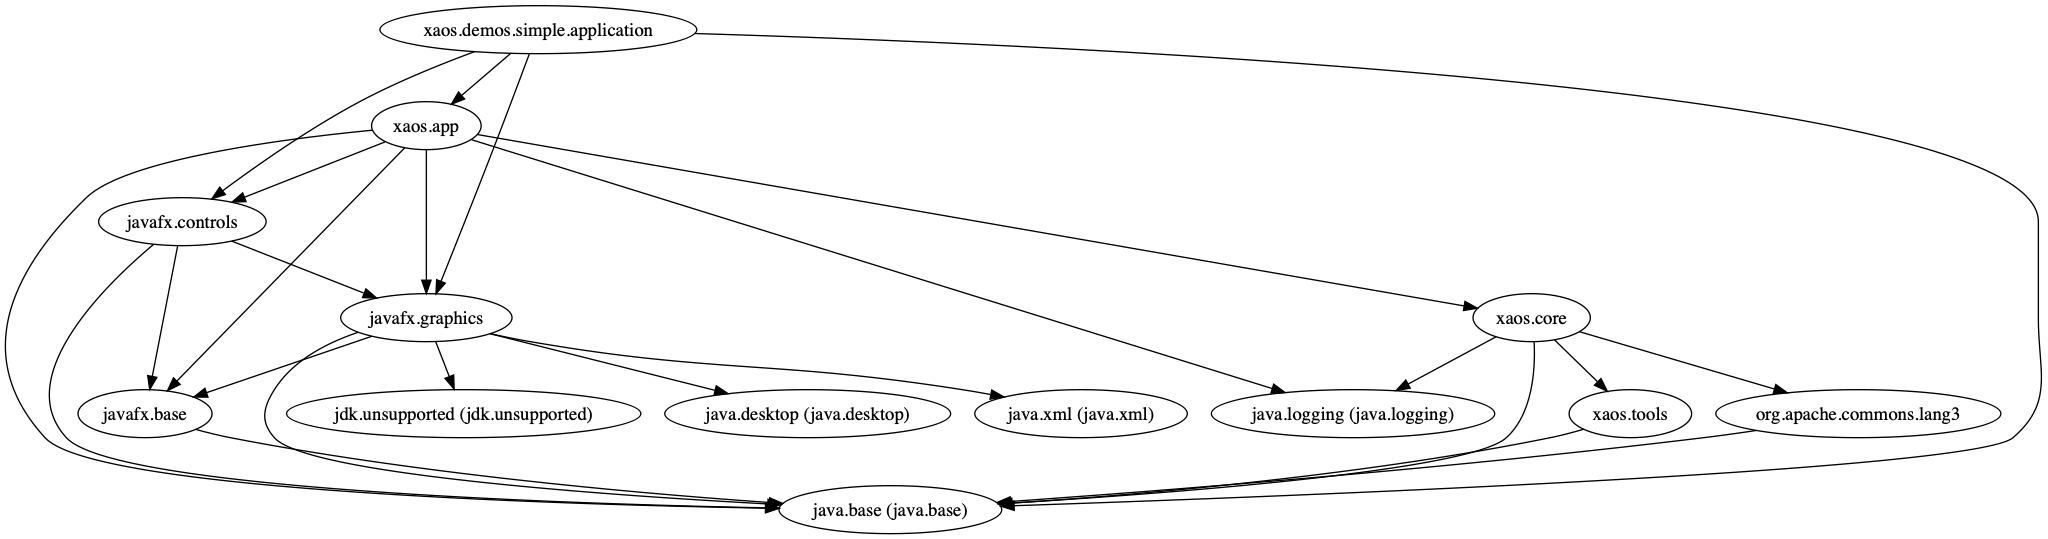 xaos.demos.simple.application
xaos.app
javafx.controls
javafx.graphics
xaos.core
javafx.base
jdk.unsupported (jdk.unsupported)
java.desktop (java.desktop)
java.xml (java.xml)
java.logging (java.logging)
xaos.tools
org.apache.commons.lang3
java.base (java.base)